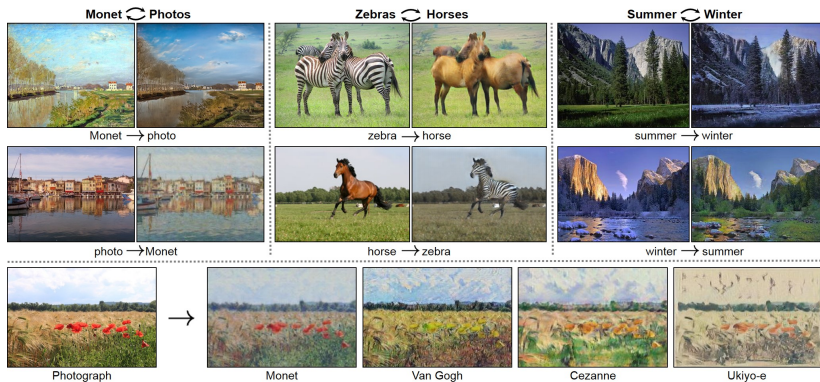 Monet ⟳ Photos
Zebras ⟳ Horses
Summer ⟳ Winter
Monet → photo
zebra → horse
summer → winter
photo → Monet
horse → zebra
winter → summer
Photograph
Monet
Van Gogh
Cezanne
Ukiyo-e